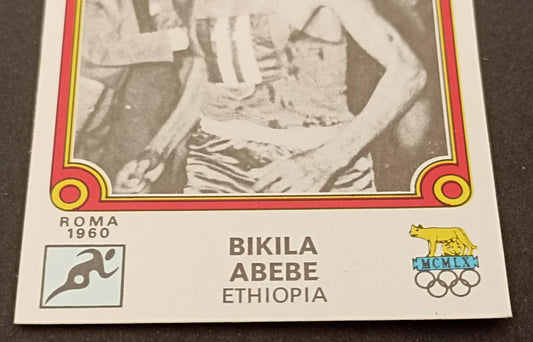 ROMA
1960
BIKILA
ABEBE
ETHIOPIA
MCMLX